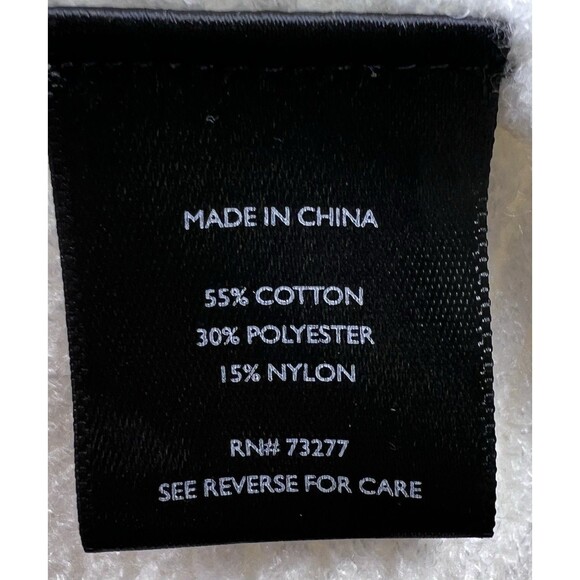 MADE IN CHINA
55% COTTON
30% POLYESTER
15% NYLON
RN# 73277
SEE REVERSE FOR CARE